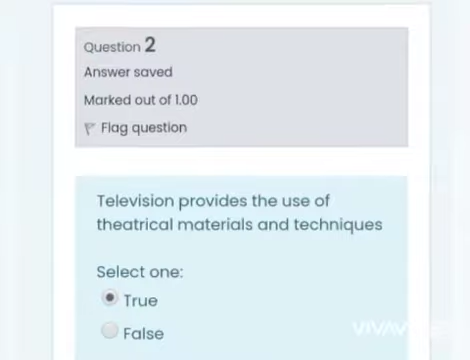 Question 2
Answer saved
Marked out of 1.00
Flag question
Television provides the use of
theatrical materials and techniques
Select one:
True
False